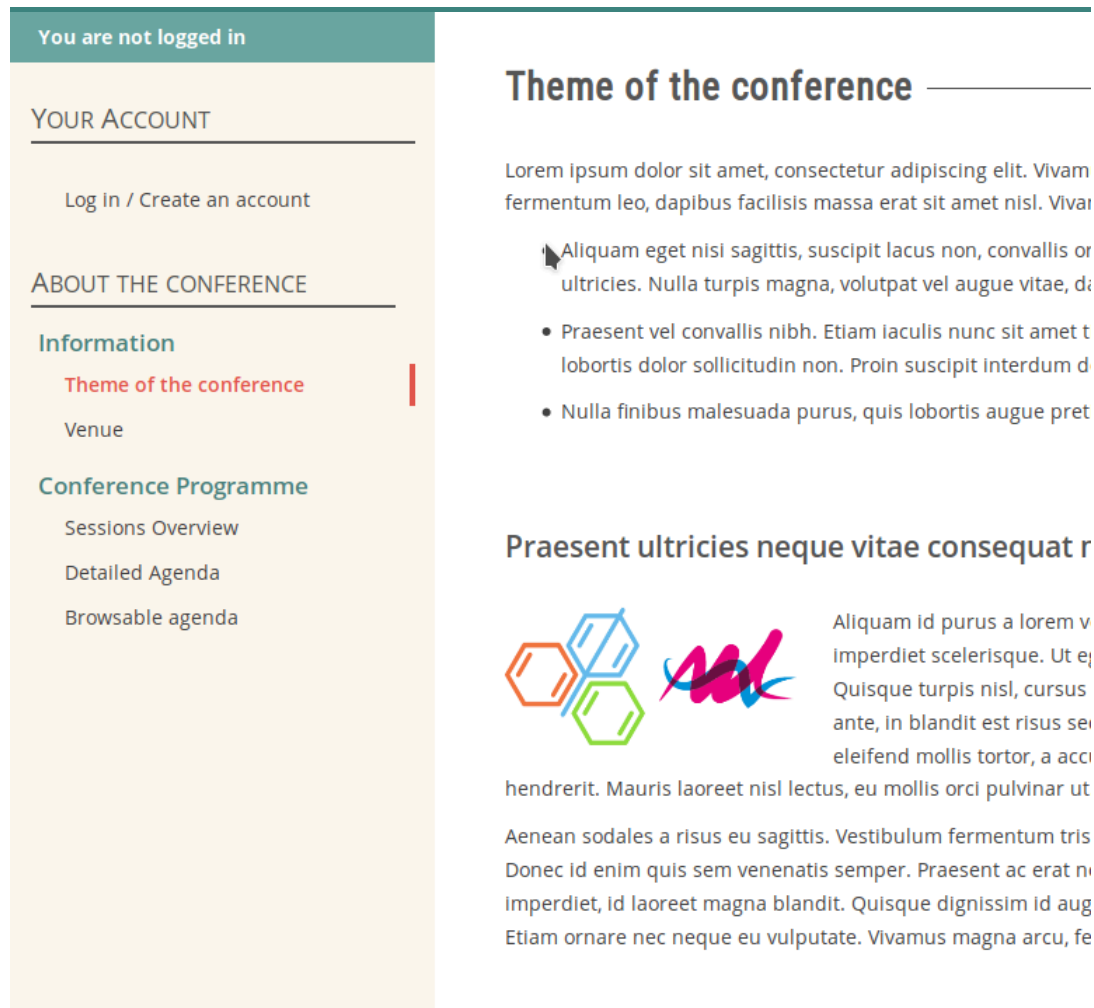 You are not logged in
YOUR ACCOUNT
Log in / Create an account
ABOUT THE CONFERENCE
Information
Theme of the conference
Venue
Conference Programme
Sessions Overview
Detailed Agenda
Browsable agenda
Theme of the conference
Lorem ipsum dolor sit amet, consectetur adipiscing elit. Vivam
fermentum leo, dapibus facilisis massa erat sit amet nisl. Viva
Aliquam eget nisi sagittis, suscipit lacus non, convallis or
ultricies. Nulla turpis magna, volutpat vel augue vitae, da
Praesent vel convallis nibh. Etiam iaculis nunc sit amet t
lobortis dolor sollicitudin non. Proin suscipit interdum d
Nulla finibus malesuada purus, quis lobortis augue pret
Praesent ultricies neque vitae consequat
Aliquam id purus a lorem v
imperdiet scelerisque. Ut eg
Quisque turpis nisl, cursus
ante, in blandit est risus se
eleifend mollis tortor, a acc
hendrerit. Mauris laoreet nisl lectus, eu mollis orci pulvinar ut
Aenean sodales a risus eu sagittis. Vestibulum fermentum tris
Donec id enim quis sem venenatis semper. Praesent ac erat n
imperdiet, id laoreet magna blandit. Quisque dignissim id aug
Etiam ornare nec neque eu vulputate. Vivamus magna arcu, fe